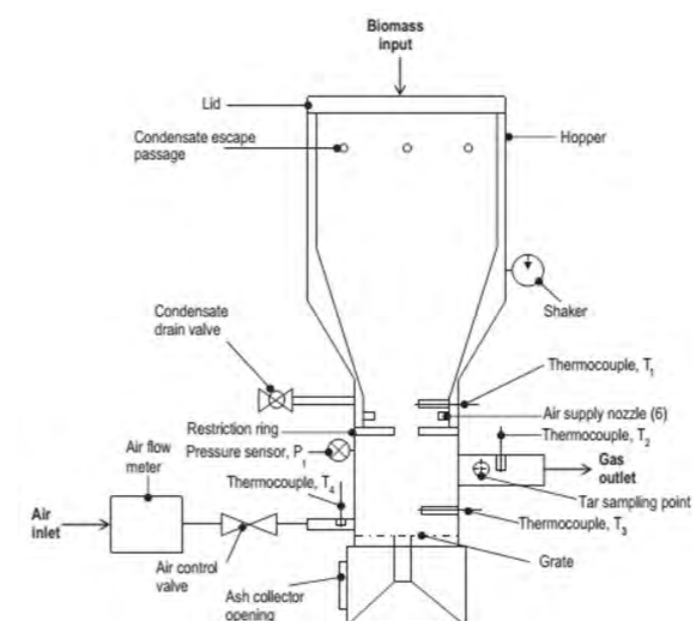 Biomass
input
Lid
Condensate escape
passage
Hopper
Shaker
Condensate
drain valve
Thermocouple, T1
Air supply nozzle (6)
Restriction ring
Thermocouple, T2
Air flow
meter
Pressure sensor, P1
Gas
outlet
Thermocouple, T4
Tar sampling point
Air
inlet
Thermocouple, T3
Grate
Air control
valve
Ash collector
opening